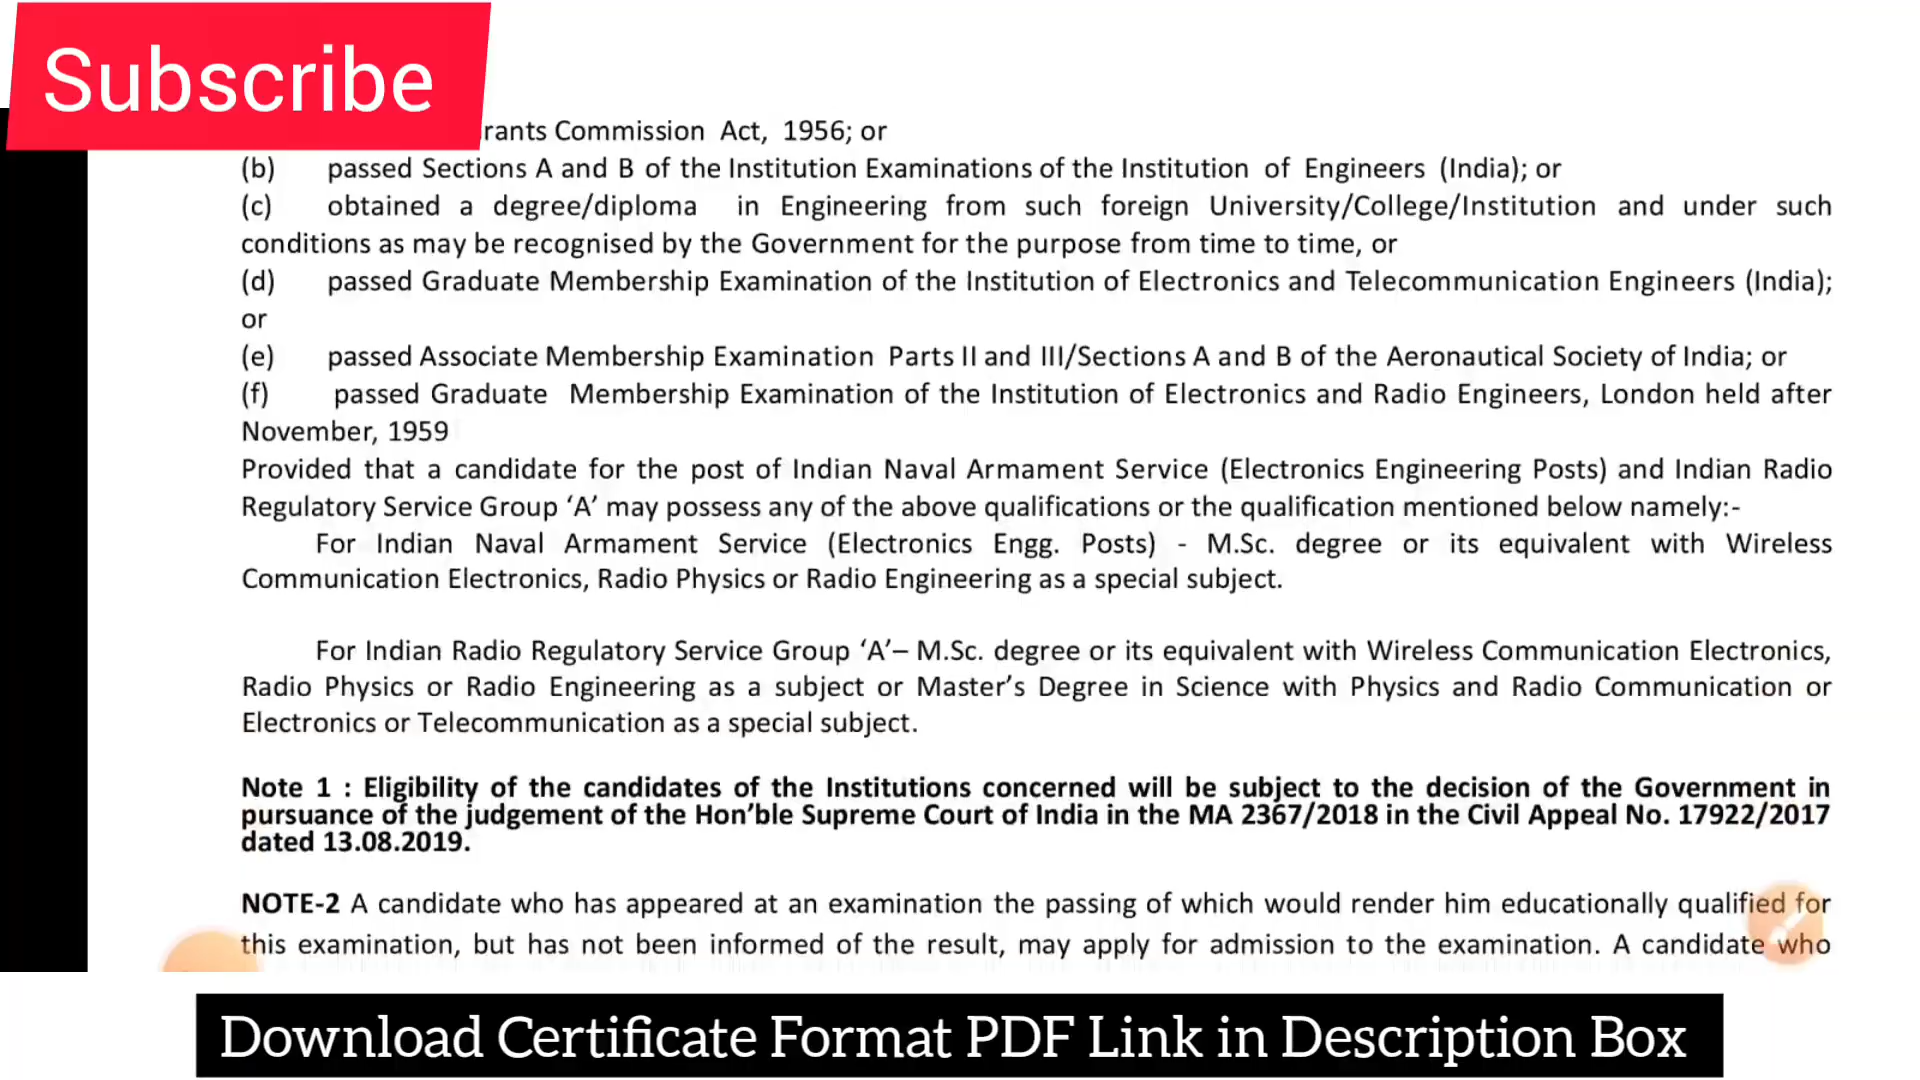 Subscribe
rants Commission Act, 1956; or
(b) passed Sections A and B of the Institution Examinations of the Institution of Engineers (India); or
(c) obtained a degree/diploma in Engineering from such foreign University/College/Institution and under such
conditions as may be recognised by the Government for the purpose from time to time, or
(d) passed Graduate Membership Examination of the Institution of Electronics and Telecommunication Engineers (India);
or
(e) passed Associate Membership Examination Parts II and III/Sections A and B of the Aeronautical Society of India; or
(f) passed Graduate Membership Examination of the Institution of Electronics and Radio Engineers, London held after
November, 1959
Provided that a candidate for the post of Indian Naval Armament Service (Electronics Engineering Posts) and Indian Radio
Regulatory Service Group ‘A’ may possess any of the above qualifications or the qualification mentioned below namely:-
For Indian Naval Armament Service (Electronics Engg. Posts) - M.Sc. degree or its equivalent with Wireless
Communication Electronics, Radio Physics or Radio Engineering as a special subject.
For Indian Radio Regulatory Service Group ‘A’– M.Sc. degree or its equivalent with Wireless Communication Electronics,
Radio Physics or Radio Engineering as a subject or Master’s Degree in Science with Physics and Radio Communication or
Electronics or Telecommunication as a special subject.
Note 1 : Eligibility of the candidates of the Institutions concerned will be subject to the decision of the Government in
pursuance of the judgement of the Hon’ble Supreme Court of India in the MA 2367/2018 in the Civil Appeal No. 17922/2017
dated 13.08.2019.
NOTE-2 A candidate who has appeared at an examination the passing of which would render him educationally qualified for
this examination, but has not been informed of the result, may apply for admission to the examination. A candidate who
Download Certificate Format PDF Link in Description Box